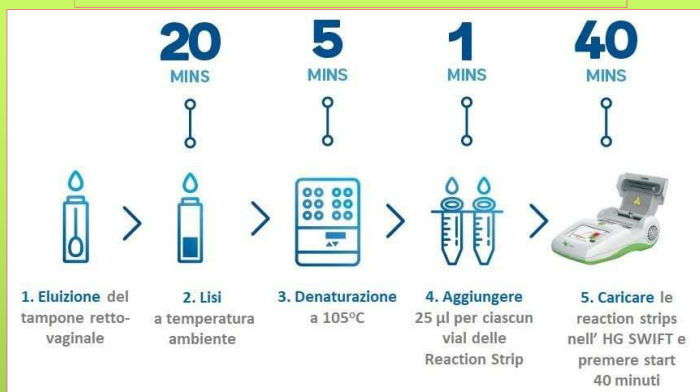 20
MINS
5
MINS
1
MINS
40
MINS
1. Eluizione del
tampone retto-
vaginale
2. Lisi
a temperatura
ambiente
3. Denaturazione
a 105°C
4. Aggiungere
25 µl per ciascun
vial delle
Reaction Strip
5. Caricare le
reaction strips
nell' HG SWIFT e
premere start
40 minuti